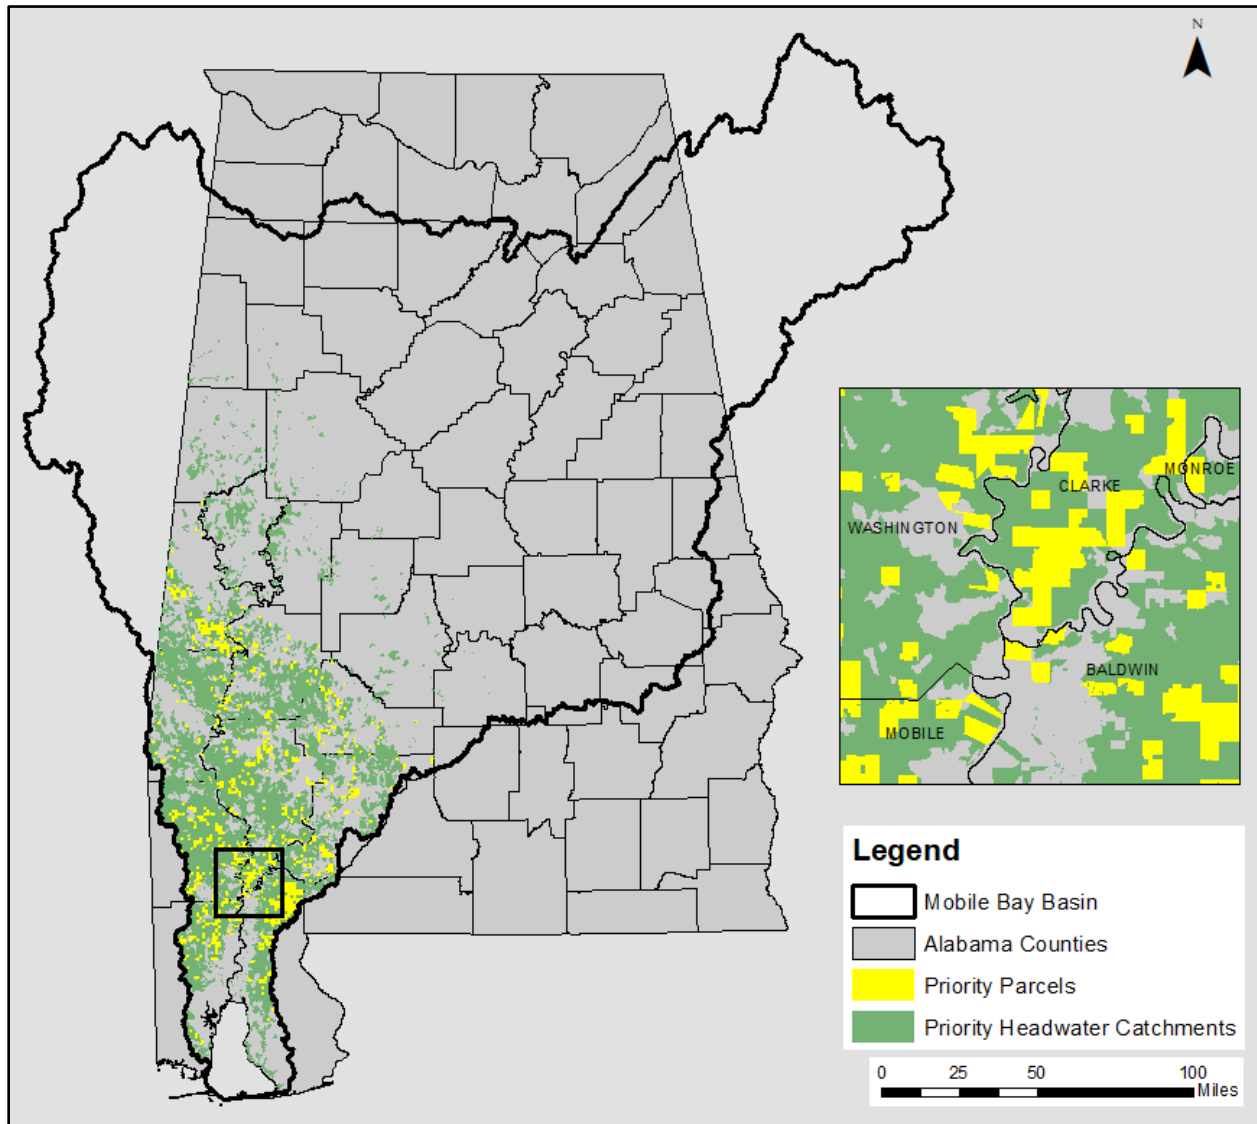 N
MONROE
CLARKE
WASHINGTON
BALDWIN
MOBILE
Legend
Mobile Bay Basin
Alabama Counties
Priority Parcels
Priority Headwater Catchments
0 25 50 100
Miles